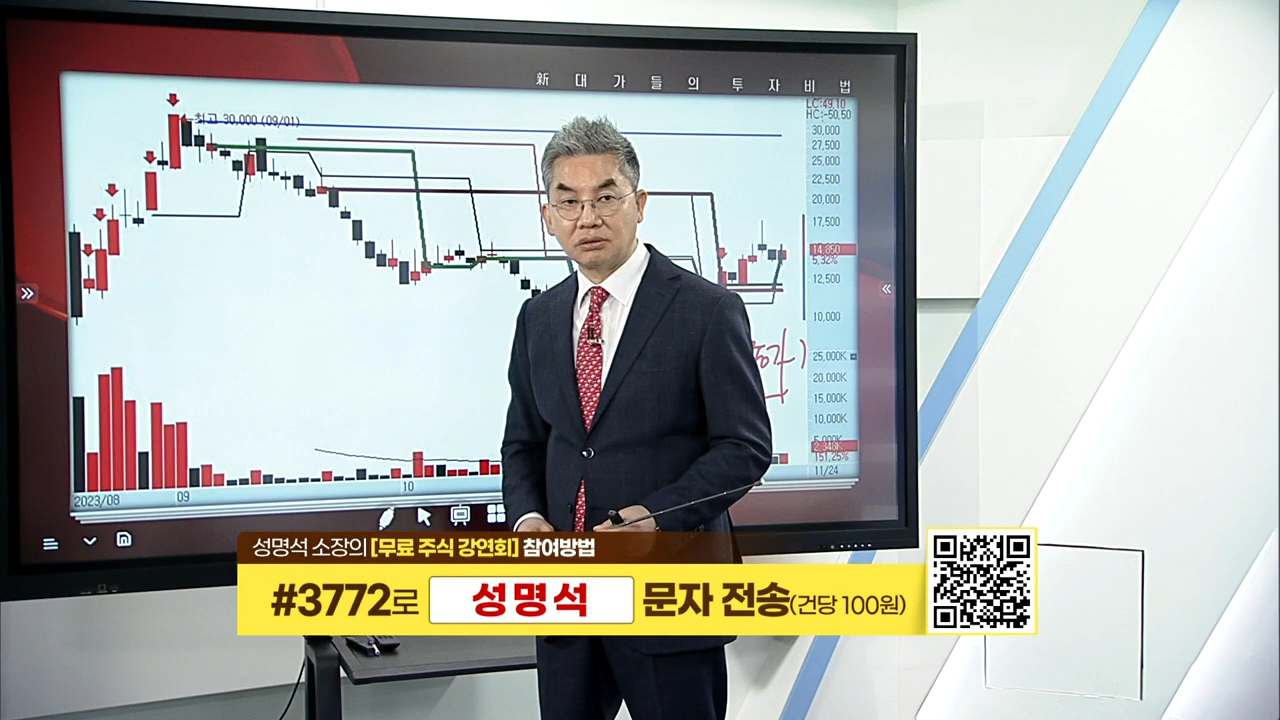 新 대 가 들 의 투 자 비 법
최고 30,000 (09/01)
LC:49,10
HC:-50,50
30,000
27,500
25,000
22,500
20,000
17,500
14,850
5,32%
12,500
10,000
25,000K
20,000K
15,000K
10,000K
5,000K
2,348K
151,25%
2023/08
09
10
11/24
성명석 소장의 [무료 주식 강연회] 참여방법
#3772로 성명석 문자 전송(건당 100원)